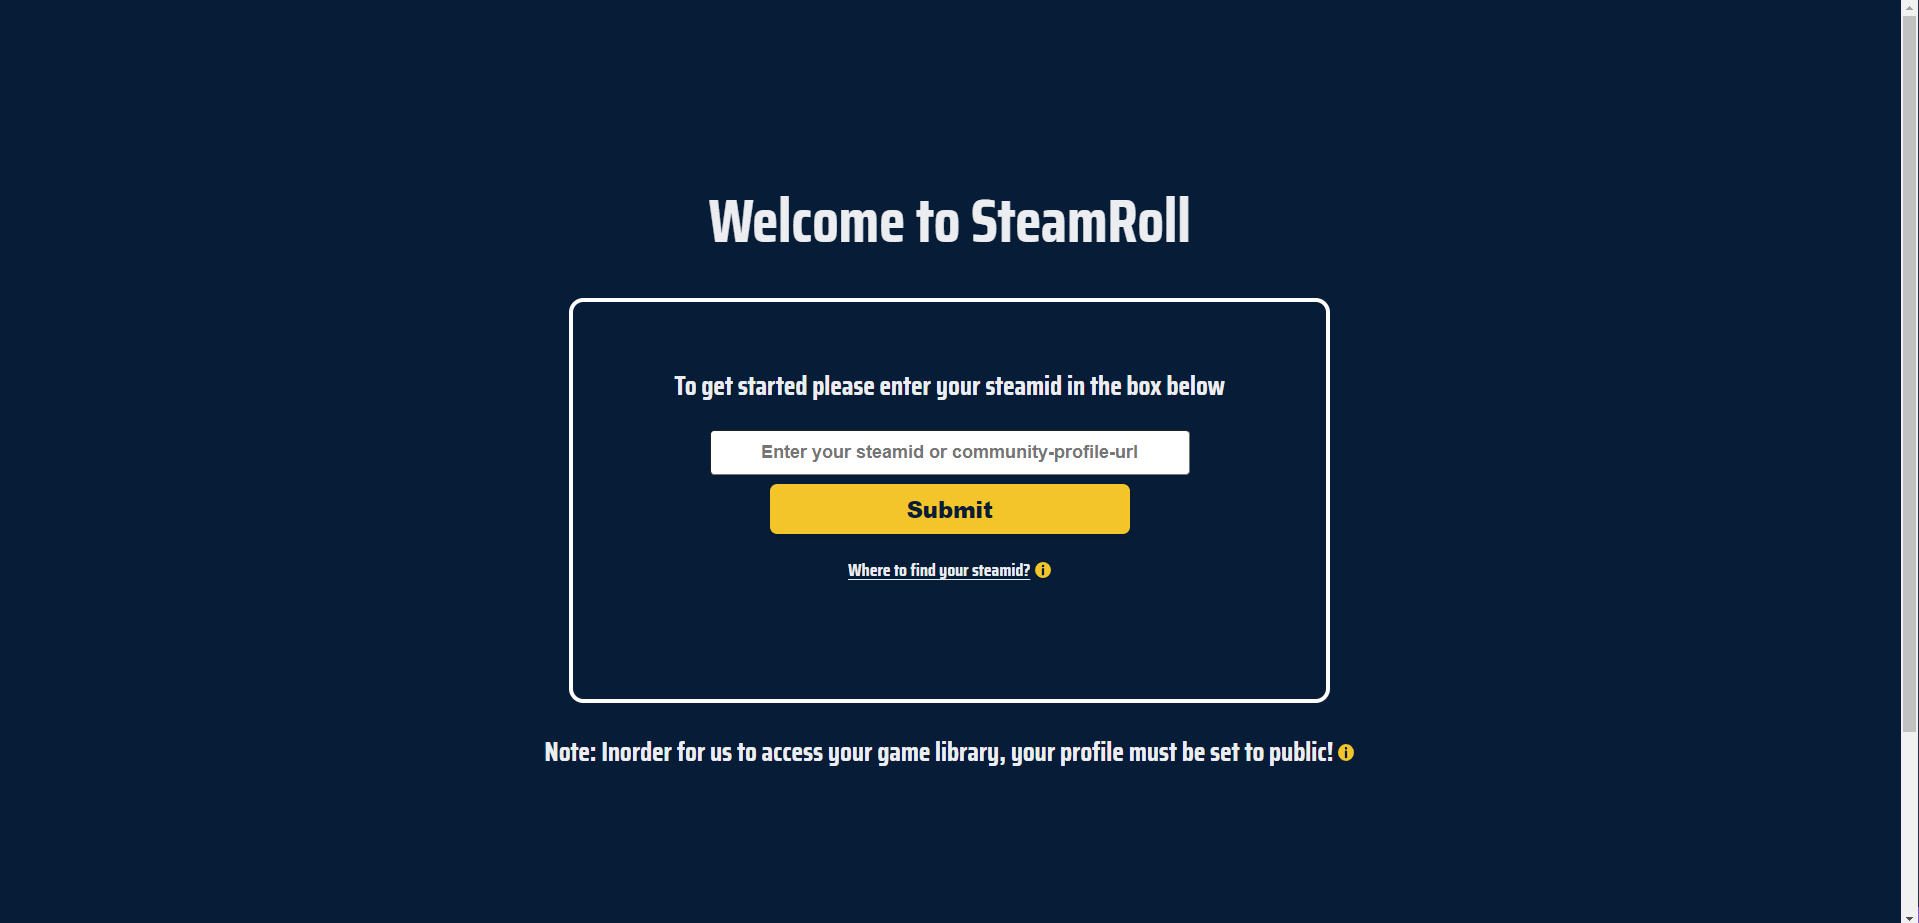 Welcome to SteamRoll
To get started please enter your steamid in the box below
Enter your steamid or community-profile-url
Submit
Where to find your steamid?
Note: Inorder for us to access your game library, your profile must be set to public!